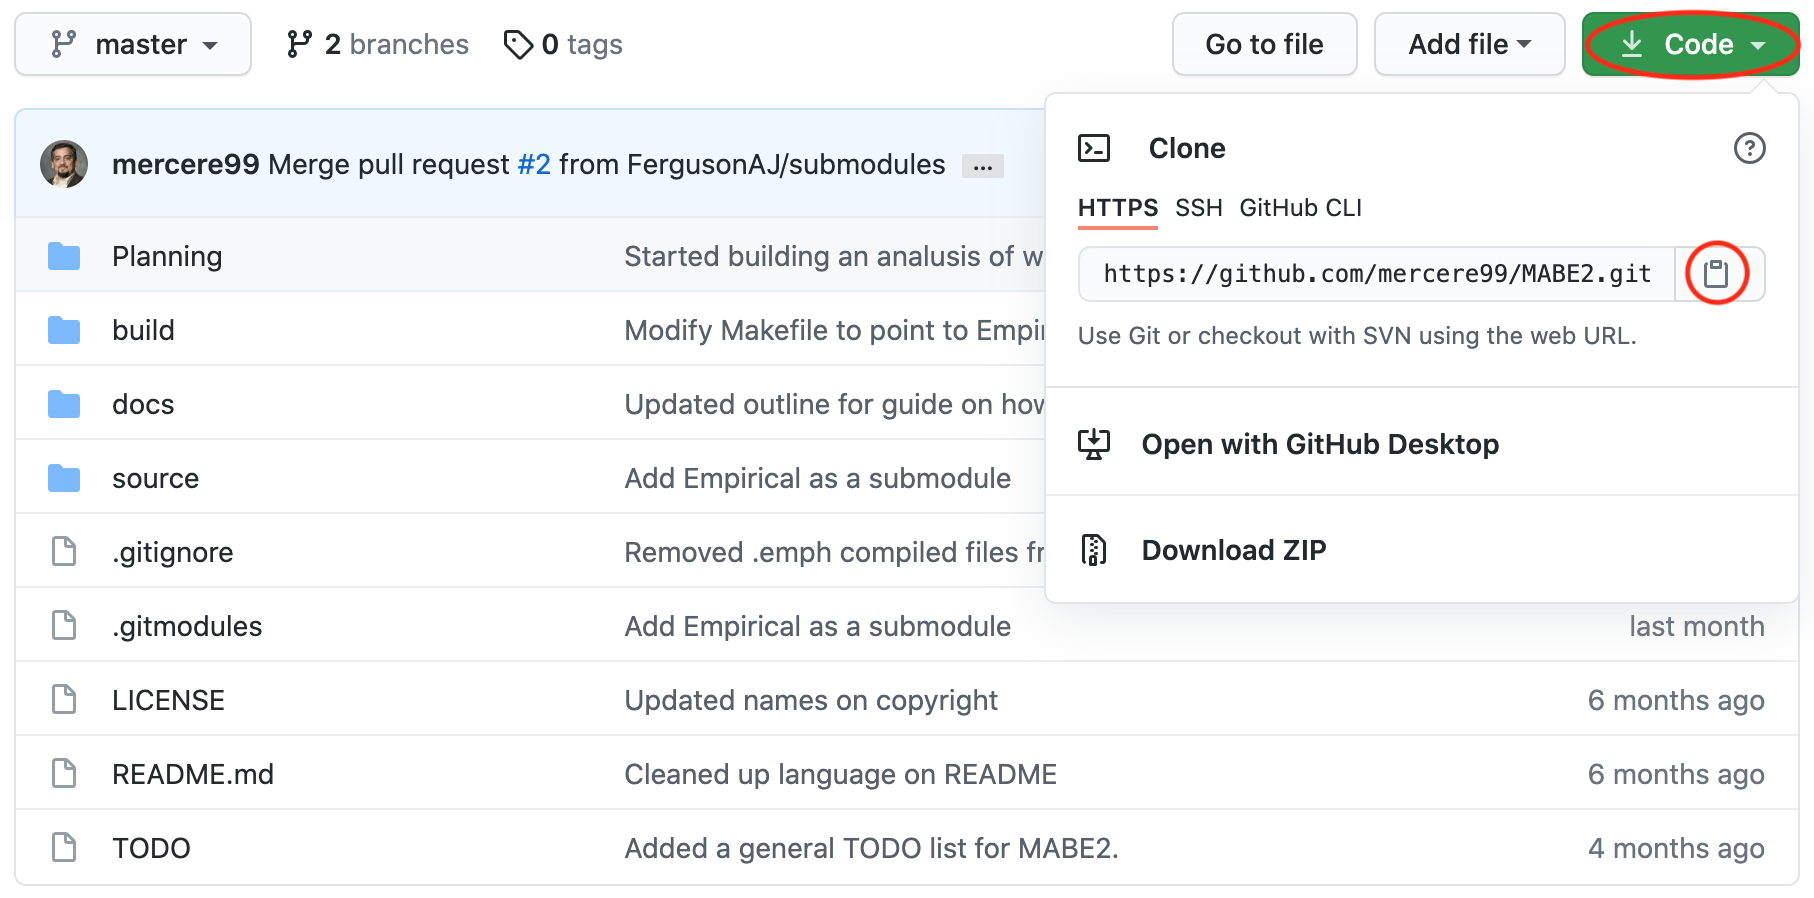 master 2 branches 0 tags Go to file Add file Code
mercere99 Merge pull request #2 from FergusonAJ/submodules ...
Clone
HTTPS SSH GitHub CLI
https://github.com/mercere99/MABE2.git
Use Git or checkout with SVN using the web URL.
Open with GitHub Desktop
Download ZIP
Planning Started building an analusis of w
build Modify Makefile to point to Empir
docs Updated outline for guide on how
source Add Empirical as a submodule
.gitignore Removed .emph compiled files fr
.gitmodules Add Empirical as a submodule last month
LICENSE Updated names on copyright 6 months ago
README.md Cleaned up language on README 6 months ago
TODO Added a general TODO list for MABE2. 4 months ago